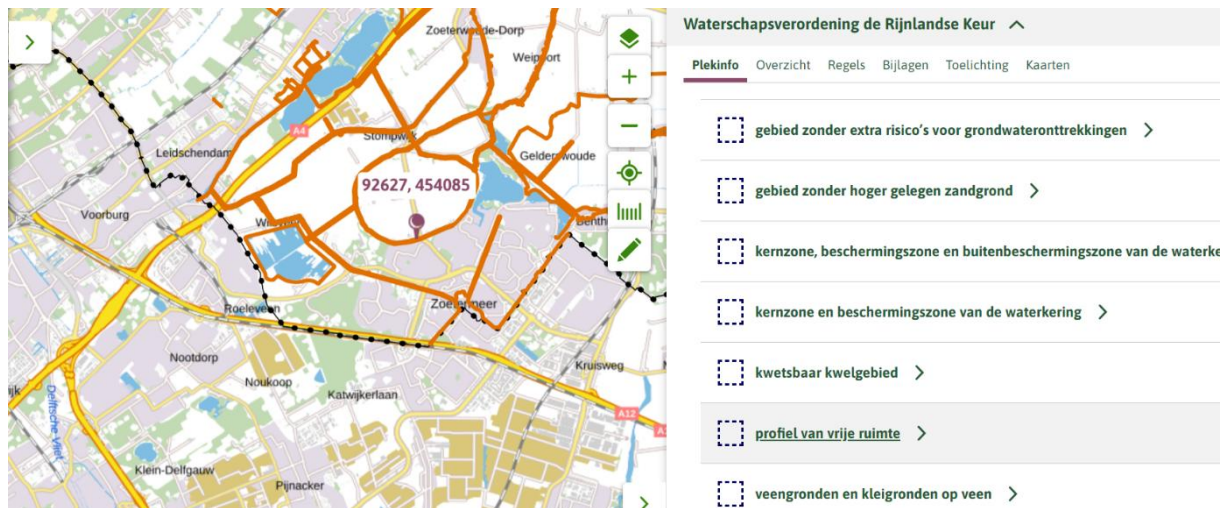 Waterschapsverordening de Rijnlandse Keur
Plekinfo Overzicht Regels Bijlagen Toelichting Kaarten
gebied zonder extra risico's voor grondwateronttrekkingen
gebied zonder hoger gelegen zandgrond
kernzone, beschermingszone en buitenbeschermingszone van de waterke
kernzone en beschermingszone van de waterkering
kwetsbaar kwelgebied
profiel van vrije ruimte
veengronden en kleigronden op veen
Zoeterwoude-Dorp
A4
Stompwijk
Leidschendam
92627, 454085
Voorburg
Benth
Roeleveen
Zoetermeer
Nootdorp
Kruisweg
Noukoop
Katwijkerlaan
Delftsche Vliet
A12
Klein-Delfgauw
Pijnacker